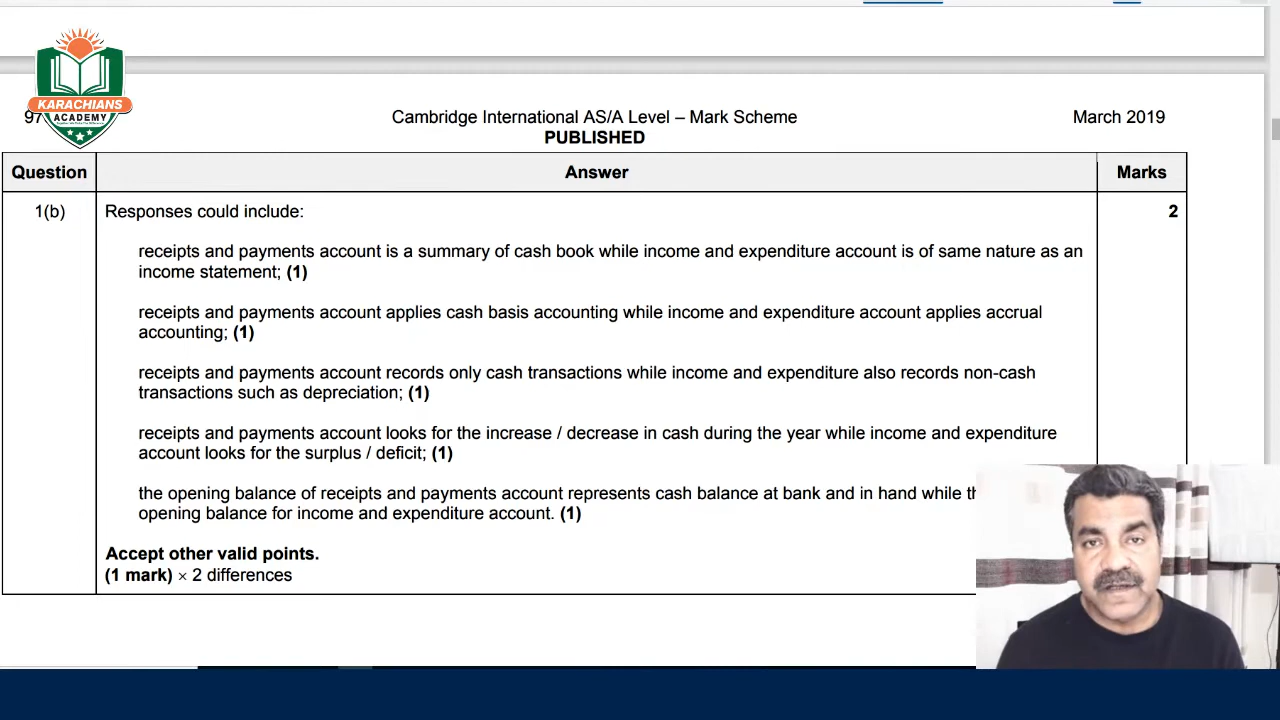 KARACHIANS
ACADEMY
97
Cambridge International AS/A Level – Mark Scheme
PUBLISHED
March 2019
Question
Answer
Marks
1(b)
Responses could include:
2
receipts and payments account is a summary of cash book while income and expenditure account is of same nature as an
income statement; (1)
receipts and payments account applies cash basis accounting while income and expenditure account applies accrual
accounting; (1)
receipts and payments account records only cash transactions while income and expenditure also records non-cash
transactions such as depreciation; (1)
receipts and payments account looks for the increase / decrease in cash during the year while income and expenditure
account looks for the surplus / deficit; (1)
the opening balance of receipts and payments account represents cash balance at bank and in hand while
opening balance for income and expenditure account. (1)
Accept other valid points.
(1 mark) × 2 differences